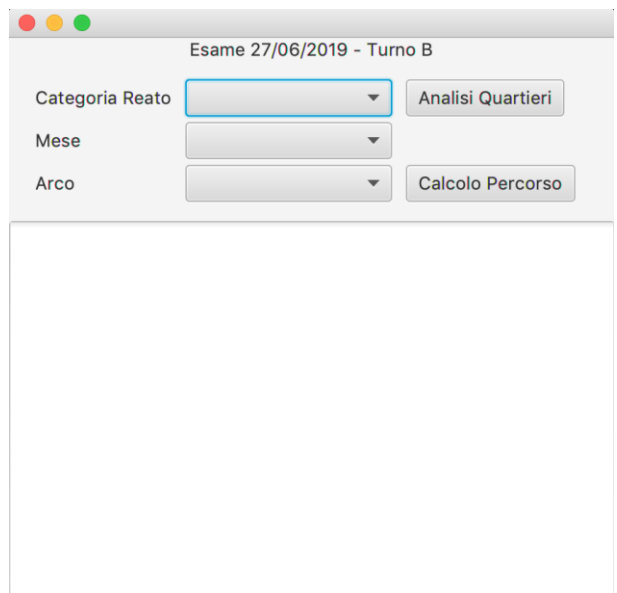 Esame 27/06/2019 - Turno B
Categoria Reato Analisi Quartieri
Mese
Arco Calcolo Percorso